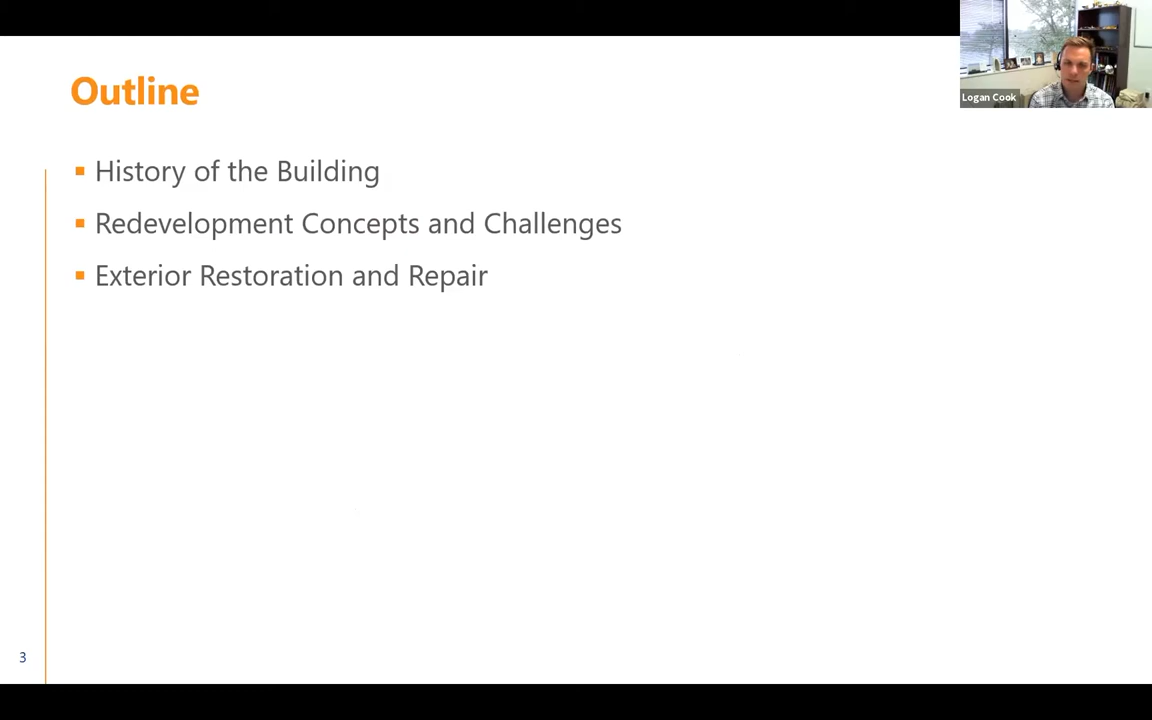 Outline
Logan Cook
▪ History of the Building
▪ Redevelopment Concepts and Challenges
▪ Exterior Restoration and Repair
3